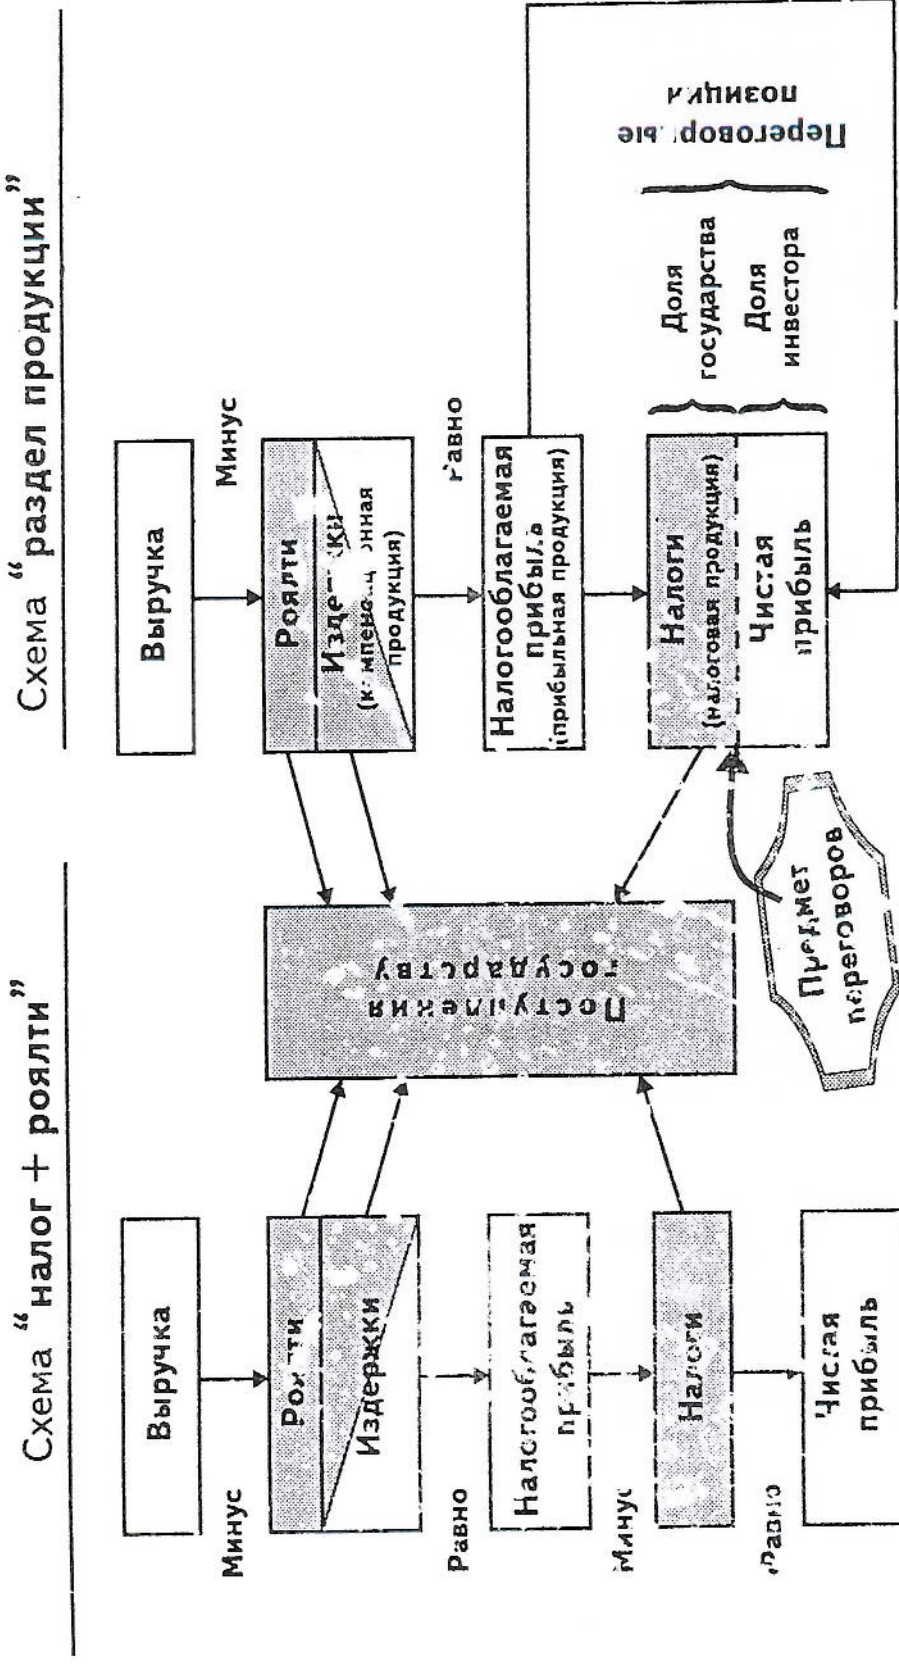 Схема “налог + роялти”
Выручка
Минус
Роялти
Издержки
Равно
Налогооблагаемая
прибыль
Минус
Налоги
Равно
Чистая
прибыль
Поступления
государству
Схема “раздел продукции”
Выручка
Минус
Роялти
Издержки
(компенсационная
продукция)
Равно
Налогооблагаемая
Прибыль
(прибыльная продукция)
Налоги
(налоговая продукция)
Чистая
прибыль
Доля
государства
Доля
инвестора
Переговорные
позиции
Предмет
переговоров